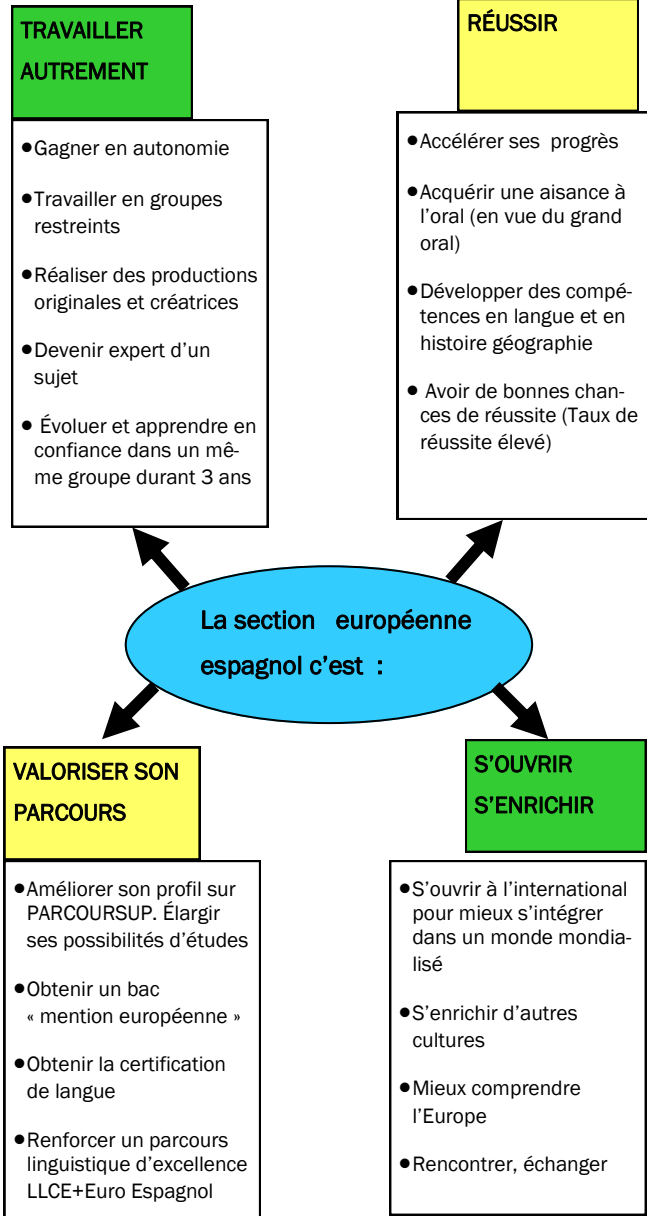 TRAVAILLER
AUTREMENT
●Gagner en autonomie
●Travailler en groupes
restreints
●Réaliser des productions
originales et créatrices
●Devenir expert d’un
sujet
● Évoluer et apprendre en
confiance dans un mê-
me groupe durant 3 ans
RÉUSSIR
●Accélérer ses progrès
●Acquérir une aisance à
l’oral (en vue du grand
oral)
●Développer des compé-
tences en langue et en
histoire géographie
● Avoir de bonnes chan-
ces de réussite (Taux de
réussite élevé)
La section européenne
espagnol c’est :
VALORISER SON
PARCOURS
●Améliorer son profil sur
PARCOURSUP. Élargir
ses possibilités d’études
●Obtenir un bac
« mention européenne »
●Obtenir la certification
de langue
●Renforcer un parcours
linguistique d’excellence
LLCE+Euro Espagnol
S’OUVRIR
S’ENRICHIR
●S’ouvrir à l’international
pour mieux s’intégrer
dans un monde mondia-
lisé
●S’enrichir d’autres
cultures
●Mieux comprendre
l’Europe
●Rencontrer, échanger